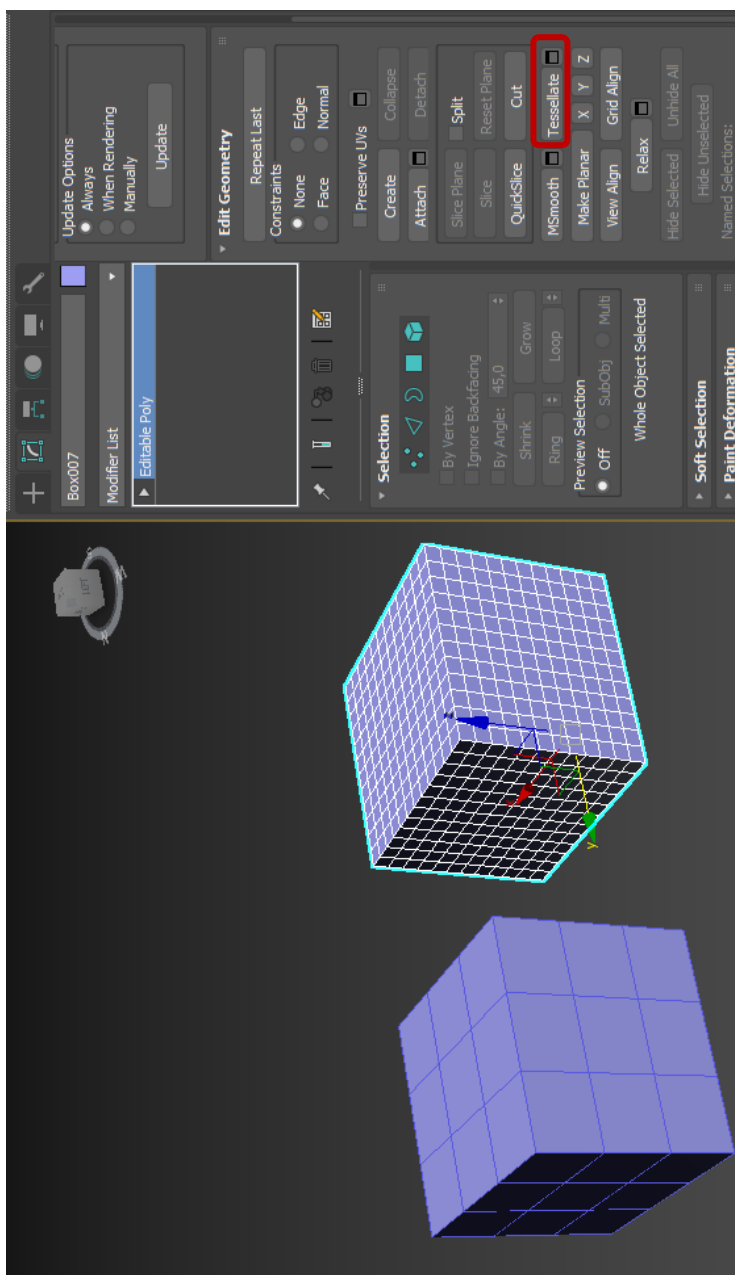 Box007
Modifier List
Editable Poly
Selection
By Vertex
Ignore Backfacing
By Angle: 45,0
Shrink Grow
Ring Loop
Preview Selection
Off SubObj Multi
Whole Object Selected
Soft Selection
Paint Deformation
Update Options
Always
When Rendering
Manually
Update
Edit Geometry
Repeat Last
Constraints
None Edge
Face Normal
Preserve UVs
Create Collapse
Attach Detach
Slice Plane Split
Slice Reset Plane
QuickSlice Cut
MSmooth Tessellate
Make Planar X Y Z
View Align Grid Align
Relax
Hide Selected Unhide All
Hide Unselected
Named Selections:
LEFT
y